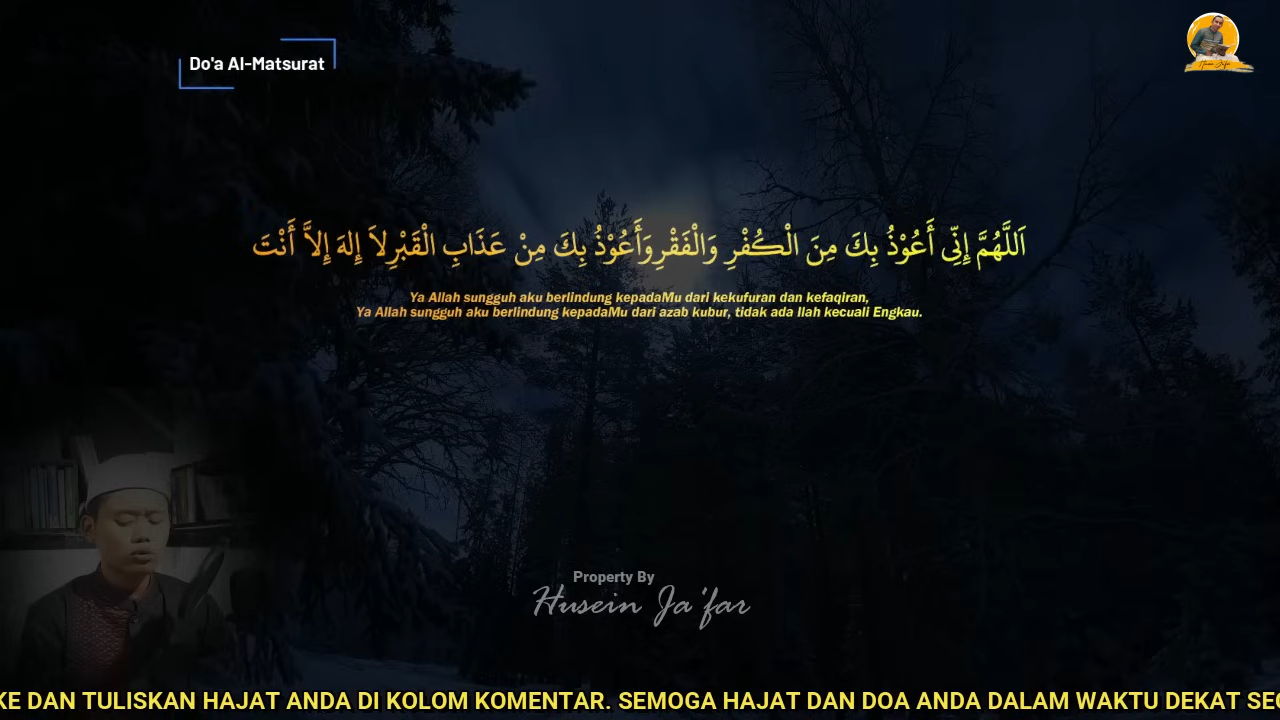 Do'a Al-Matsurat
اَللَّهُمَّ إِنِّي أَعُوْذُ بِكَ مِنَ الْكُفْرِ وَالْفَقْرِوَأَعُوْذُ بِكَ مِنْ عَذَابِ الْقَبْرِلاَ إِلهَ إِلاَّ أَنْتَ
Ya Allah sungguh aku berlindung kepadaMu dari kekufuran dan kefaqiran,
Ya Allah sungguh aku berlindung kepadaMu dari azab kubur, tidak ada Ilah kecuali Engkau.
Property By
Husein Ja'far
KE DAN TULISKAN HAJAT ANDA DI KOLOM KOMENTAR. SEMOGA HAJAT DAN DOA ANDA DALAM WAKTU DEKAT SEG